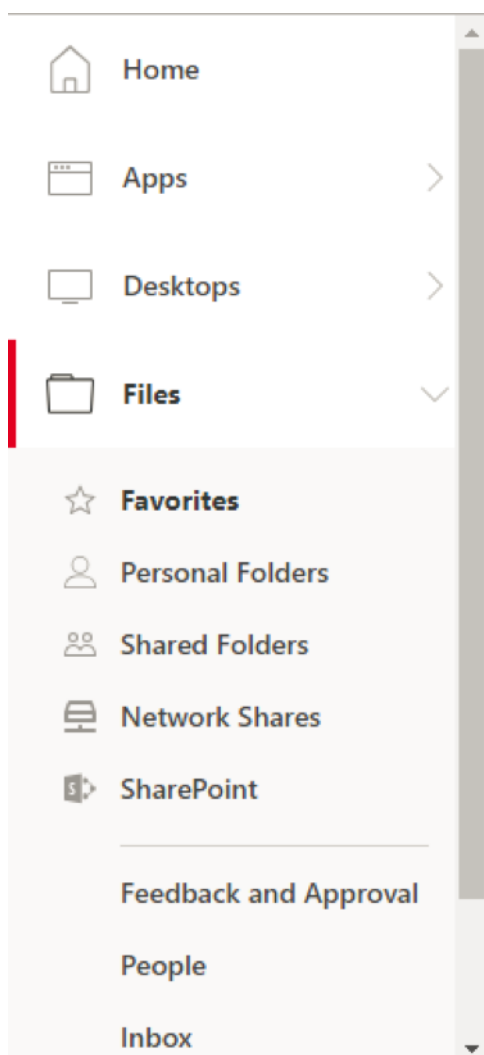 Home
Apps
Desktops
Files
Favorites
Personal Folders
Shared Folders
Network Shares
SharePoint
Feedback and Approval
People
Inbox